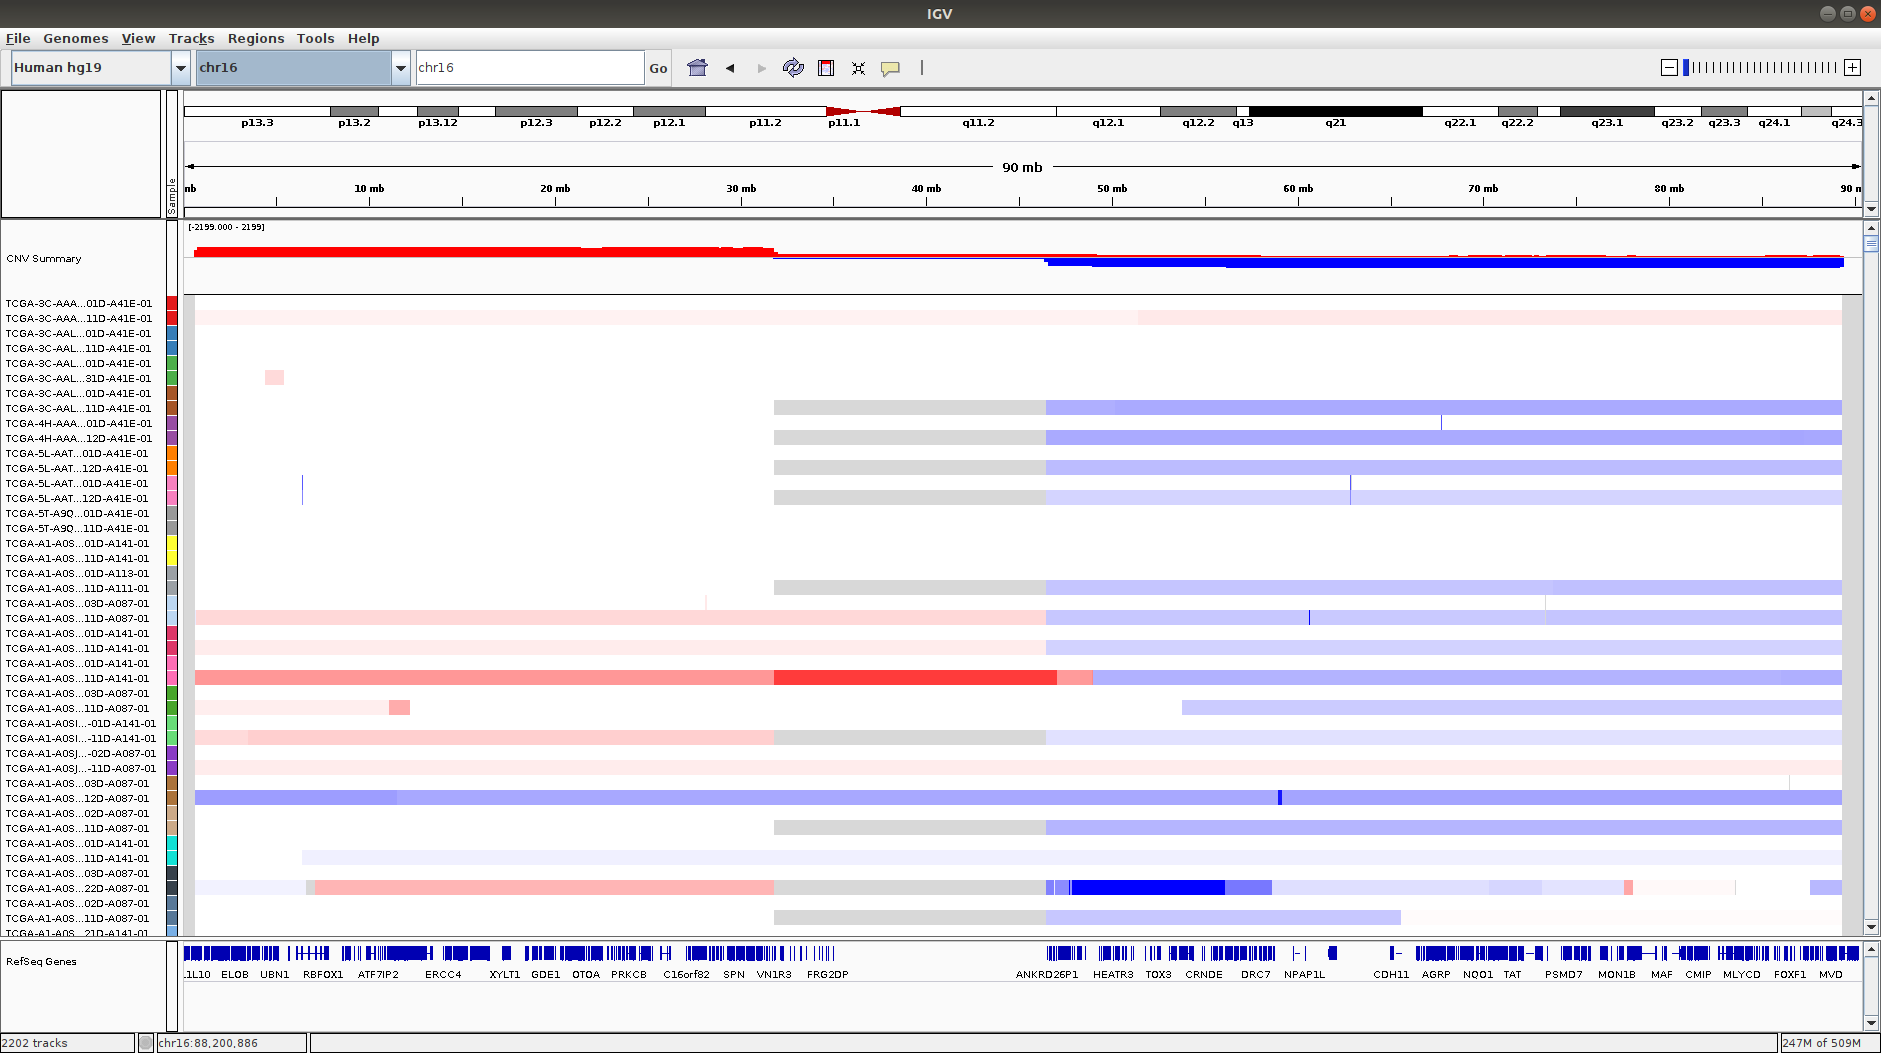 IGV
File Genomes View Tracks Regions Tools Help
Human hg19 chr16 chr16 Go
p13.3 p13.2 p13.12 p12.3 p12.2 p12.1 p11.2 p11.1 q11.2 q12.1 q12.2 q13 q21 q22.1 q22.2 q23.1 q23.2 q23.3 q24.1 q24.3
90 mb
10 mb 20 mb 30 mb 40 mb 50 mb 60 mb 70 mb 80 mb
Sample
[-2199.000 - 2199]
CNV Summary
TCGA-3C-AAA...01D-A41E-01
TCGA-3C-AAA...11D-A41E-01
TCGA-3C-AAL...01D-A41E-01
TCGA-3C-AAL...11D-A41E-01
TCGA-3C-AAL...01D-A41E-01
TCGA-3C-AAL...31D-A41E-01
TCGA-3C-AAL...01D-A41E-01
TCGA-3C-AAL...11D-A41E-01
TCGA-4H-AAA...01D-A41E-01
TCGA-4H-AAA...12D-A41E-01
TCGA-5L-AAT...01D-A41E-01
TCGA-5L-AAT...12D-A41E-01
TCGA-5L-AAT...01D-A41E-01
TCGA-5L-AAT...12D-A41E-01
TCGA-5T-A9Q...01D-A41E-01
TCGA-5T-A9Q...11D-A41E-01
TCGA-A1-A0S...01D-A141-01
TCGA-A1-A0S...11D-A141-01
TCGA-A1-A0S...01D-A113-01
TCGA-A1-A0S...11D-A111-01
TCGA-A1-A0S...03D-A087-01
TCGA-A1-A0S...11D-A087-01
TCGA-A1-A0S...01D-A141-01
TCGA-A1-A0S...11D-A141-01
TCGA-A1-A0S...01D-A141-01
TCGA-A1-A0S...11D-A141-01
TCGA-A1-A0S...03D-A087-01
TCGA-A1-A0S...11D-A087-01
TCGA-A1-A0SI...-01D-A141-01
TCGA-A1-A0SI...-11D-A141-01
TCGA-A1-A0SJ...-02D-A087-01
TCGA-A1-A0SJ...-11D-A087-01
TCGA-A1-A0S...03D-A087-01
TCGA-A1-A0S...12D-A087-01
TCGA-A1-A0S...02D-A087-01
TCGA-A1-A0S...11D-A087-01
TCGA-A1-A0S...01D-A141-01
TCGA-A1-A0S...11D-A141-01
TCGA-A1-A0S...03D-A087-01
TCGA-A1-A0S...22D-A087-01
TCGA-A1-A0S...02D-A087-01
TCGA-A1-A0S...11D-A087-01
TCGA-A1-A0S...21D-A141-01
RefSeq Genes
ELOB UBN1 RBFOX1 ATF7IP2 ERCC4 XYLT1 GDE1 OTOA PRKCB C16orf82 SPN VN1R3 FRG2DP ANKRD26P1 HEATR3 TOX3 CRNDE DRC7 NPAP1L CDH11 AGRP NQO1 TAT PSMD7 MON1B MAF CMIP MLYCD FOXF1 MVD
2202 tracks chr16:88,200,886 247M of 509M